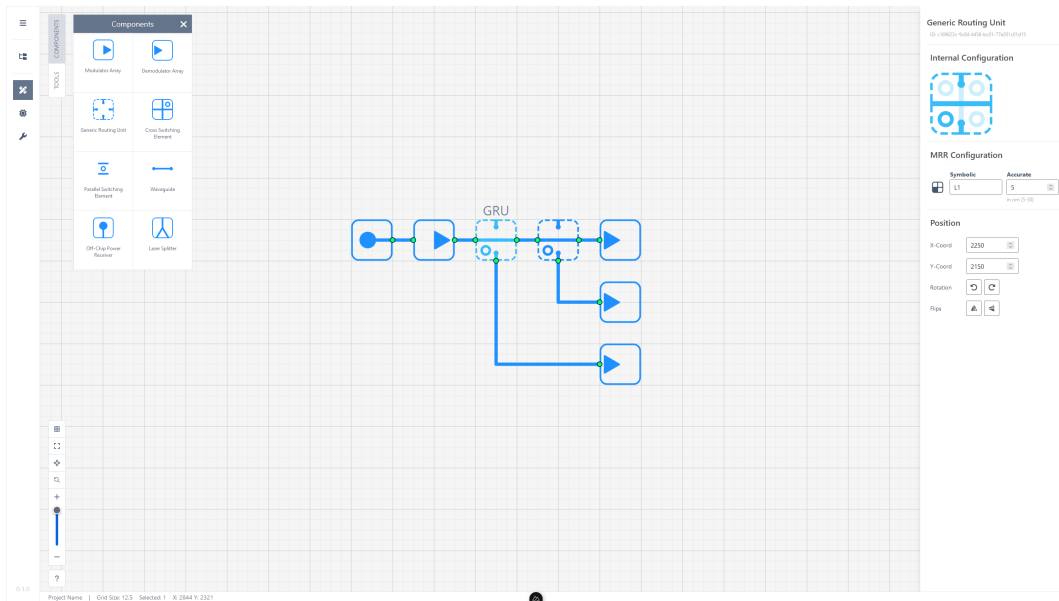 COMPONENTS
TOOLS
Components
Modulator Array
Demodulator Array
Generic Routing Unit
Cross Switching
Element
Parallel Switching
Element
Waveguide
Off-Chip Power
Receiver
Laser Splitter
GRU
Generic Routing Unit
Internal Configuration
MRR Configuration
Symbolic
Accurate
L1
5
in nm [5-30]
Position
X-Coord
2250
Y-Coord
2150
Rotation
Flips
?
0.1.0
Project Name | Grid Size: 12.5 Selected: 1 X: 2844 Y: 2321